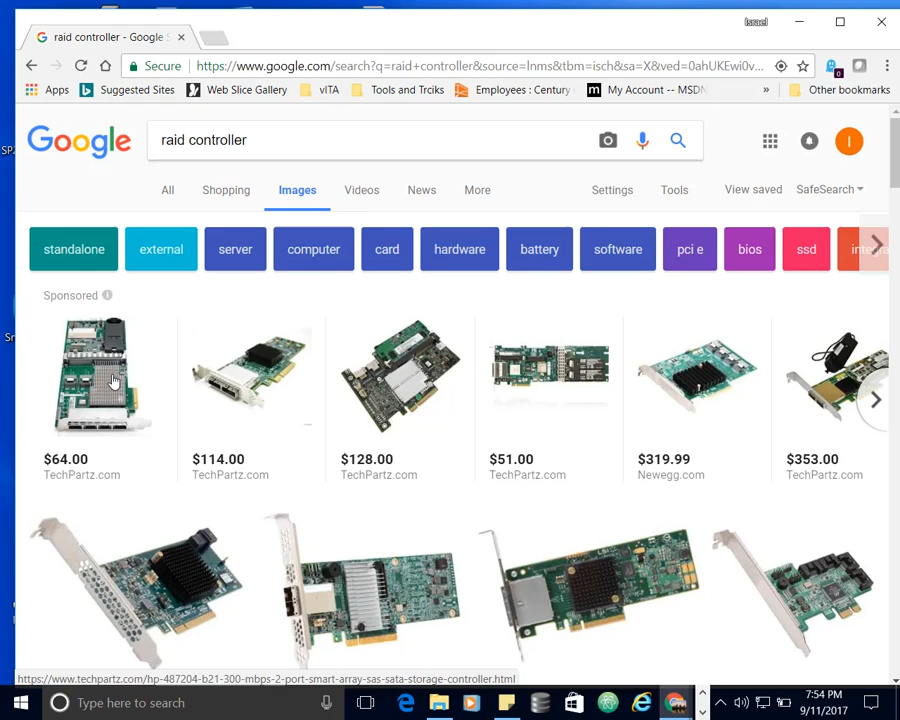 Israel
raid controller - Google S
Secure
https://www.google.com/search?q=raid+controller&source=lnms&tbm=isch&sa=X&ved=0ahUKEwi0v...
0
Apps
Suggested Sites
Web Slice Gallery
vITA
Tools and Trciks
Employees : Century
My Account -- MSDN
»
Other bookmarks
Google
raid controller
I
All
Shopping
Images
Videos
News
More
Settings
Tools
View saved
SafeSearch
standalone
external
server
computer
card
hardware
battery
software
pci e
bios
ssd
integra
Sponsored
$64.00
TechPartz.com
$114.00
TechPartz.com
$128.00
TechPartz.com
$51.00
TechPartz.com
$319.99
Newegg.com
$353.00
TechPartz.com
https://www.techpartz.com/hp-487204-b21-300-mbps-2-port-smart-array-sas-sata-storage-controller.html
Type here to search
7:54 PM
9/11/2017